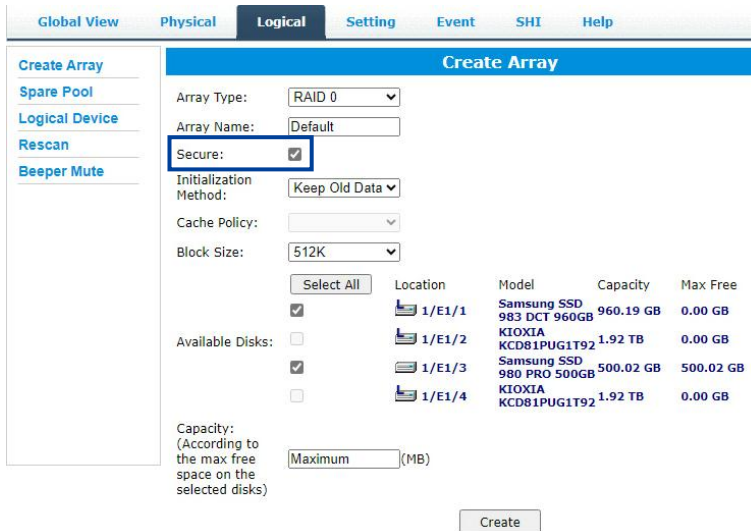 Global View Physical Logical Setting Event SHI Help
Create Array
Spare Pool
Logical Device
Rescan
Beeper Mute
Create Array
Array Type: RAID 0
Array Name: Default
Secure:
Initialization
Method: Keep Old Data
Cache Policy:
Block Size: 512K
Select All Location Model Capacity Max Free
1/E1/1 Samsung SSD
983 DCT 960GB 960.19 GB 0.00 GB
Available Disks:
1/E1/2 KIOXIA
KCD81PUG1T92 1.92 TB 0.00 GB
1/E1/3 Samsung SSD
980 PRO 500GB 500.02 GB 500.02 GB
1/E1/4 KIOXIA
KCD81PUG1T92 1.92 TB 0.00 GB
Capacity:
(According to
the max free
space on the
selected disks)
Maximum (MB)
Create